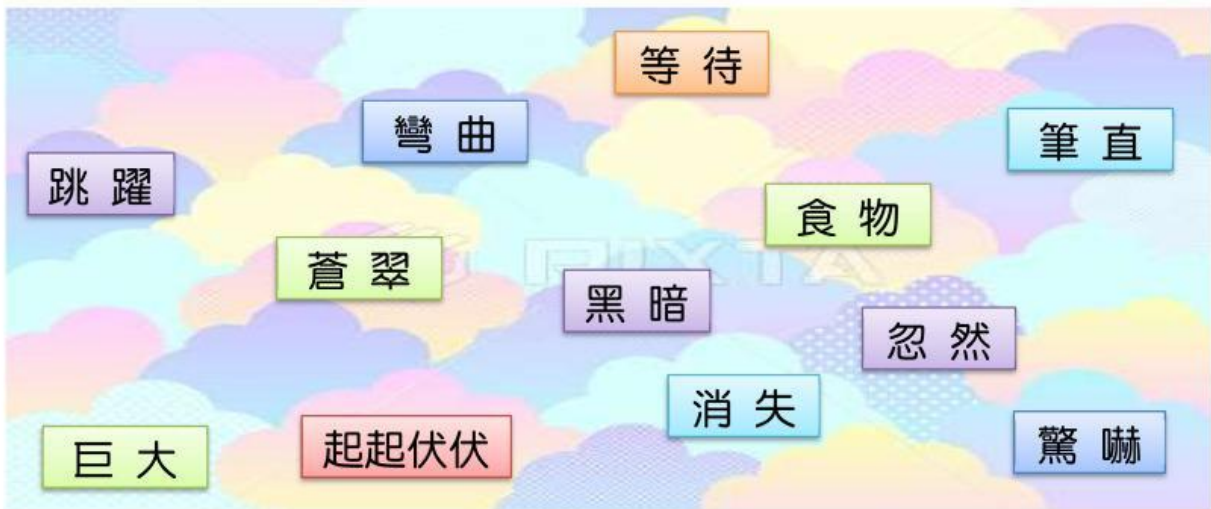 等待
彎曲
筆直
跳躍
食物
蒼翠
黑暗
忽然
消失
巨大
起起伏伏
驚嚇
PIXTA